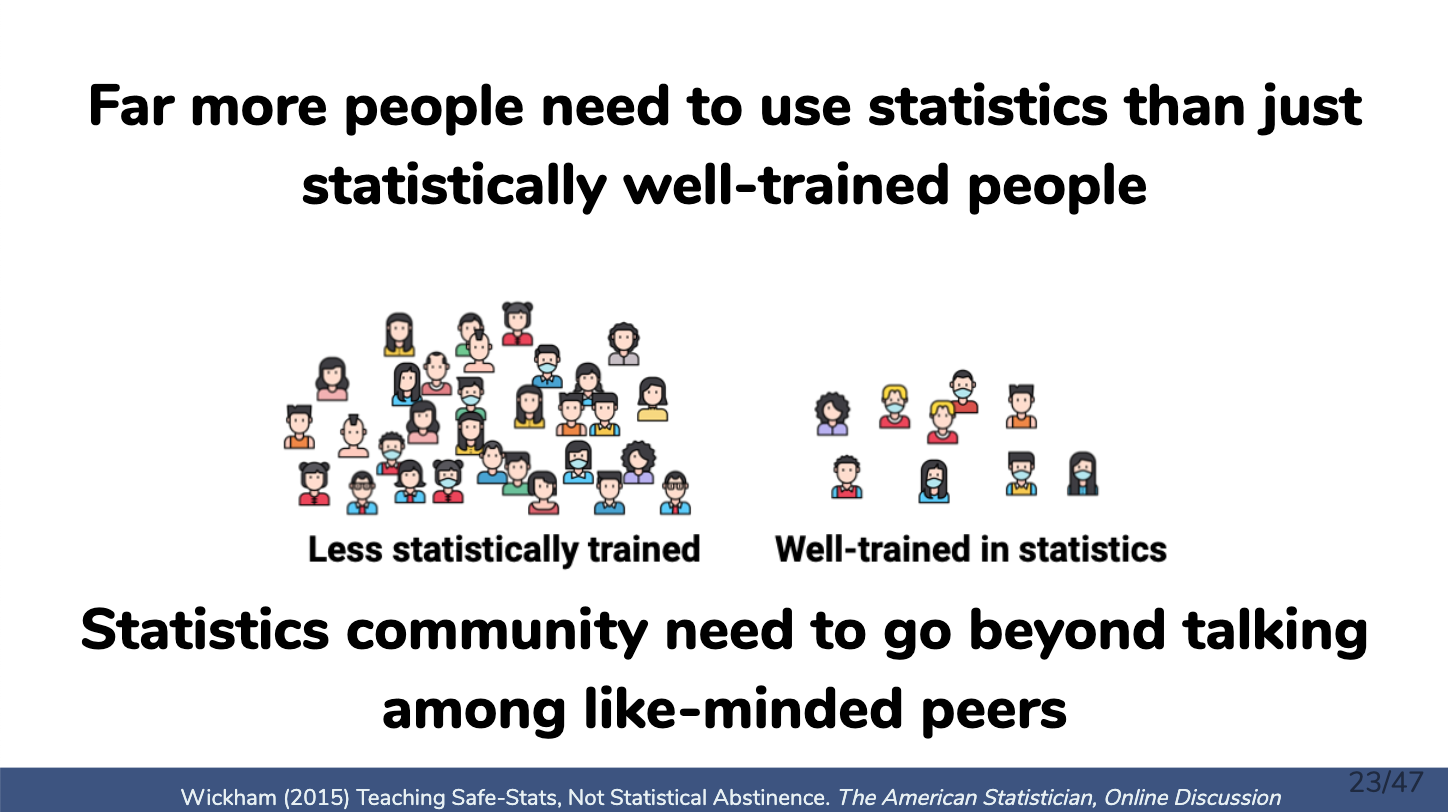 Far more people need to use statistics than just
statistically well-trained people
Less statistically trained
Well-trained in statistics
Statistics community need to go beyond talking
among like-minded peers
23/47
Wickham (2015) Teaching Safe-Stats, Not Statistical Abstinence. The American Statistician, Online Discussion